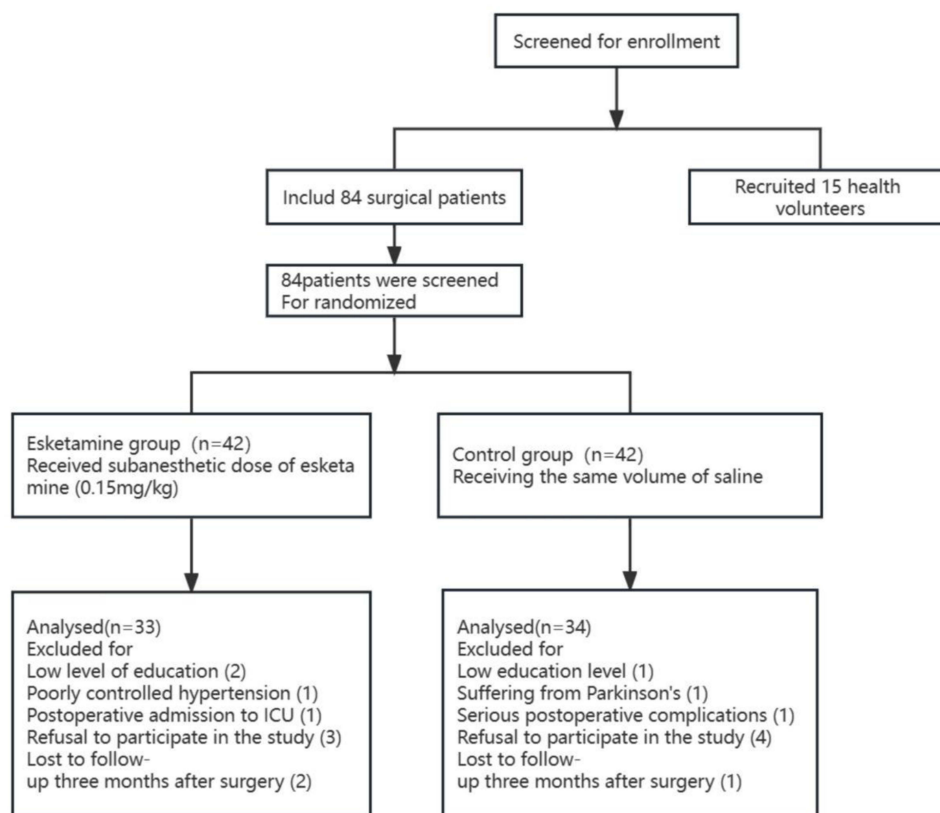 Screened for enrollment
Includ 84 surgical patients
Recruited 15 health
volunteers
84patients were screened
For randomized
Esketamine group (n=42)
Received subanesthetic dose of esketa
mine (0.15mg/kg)
Control group (n=42)
Receiving the same volume of saline
Analysed(n=33)
Excluded for
Low level of education (2)
Poorly controlled hypertension (1)
Postoperative admission to ICU (1)
Refusal to participate in the study (3)
Lost to follow-
up three months after surgery (2)
Analysed(n=34)
Excluded for
Low education level (1)
Suffering from Parkinson's (1)
Serious postoperative complications (1)
Refusal to participate in the study (4)
Lost to follow-
up three months after surgery (1)